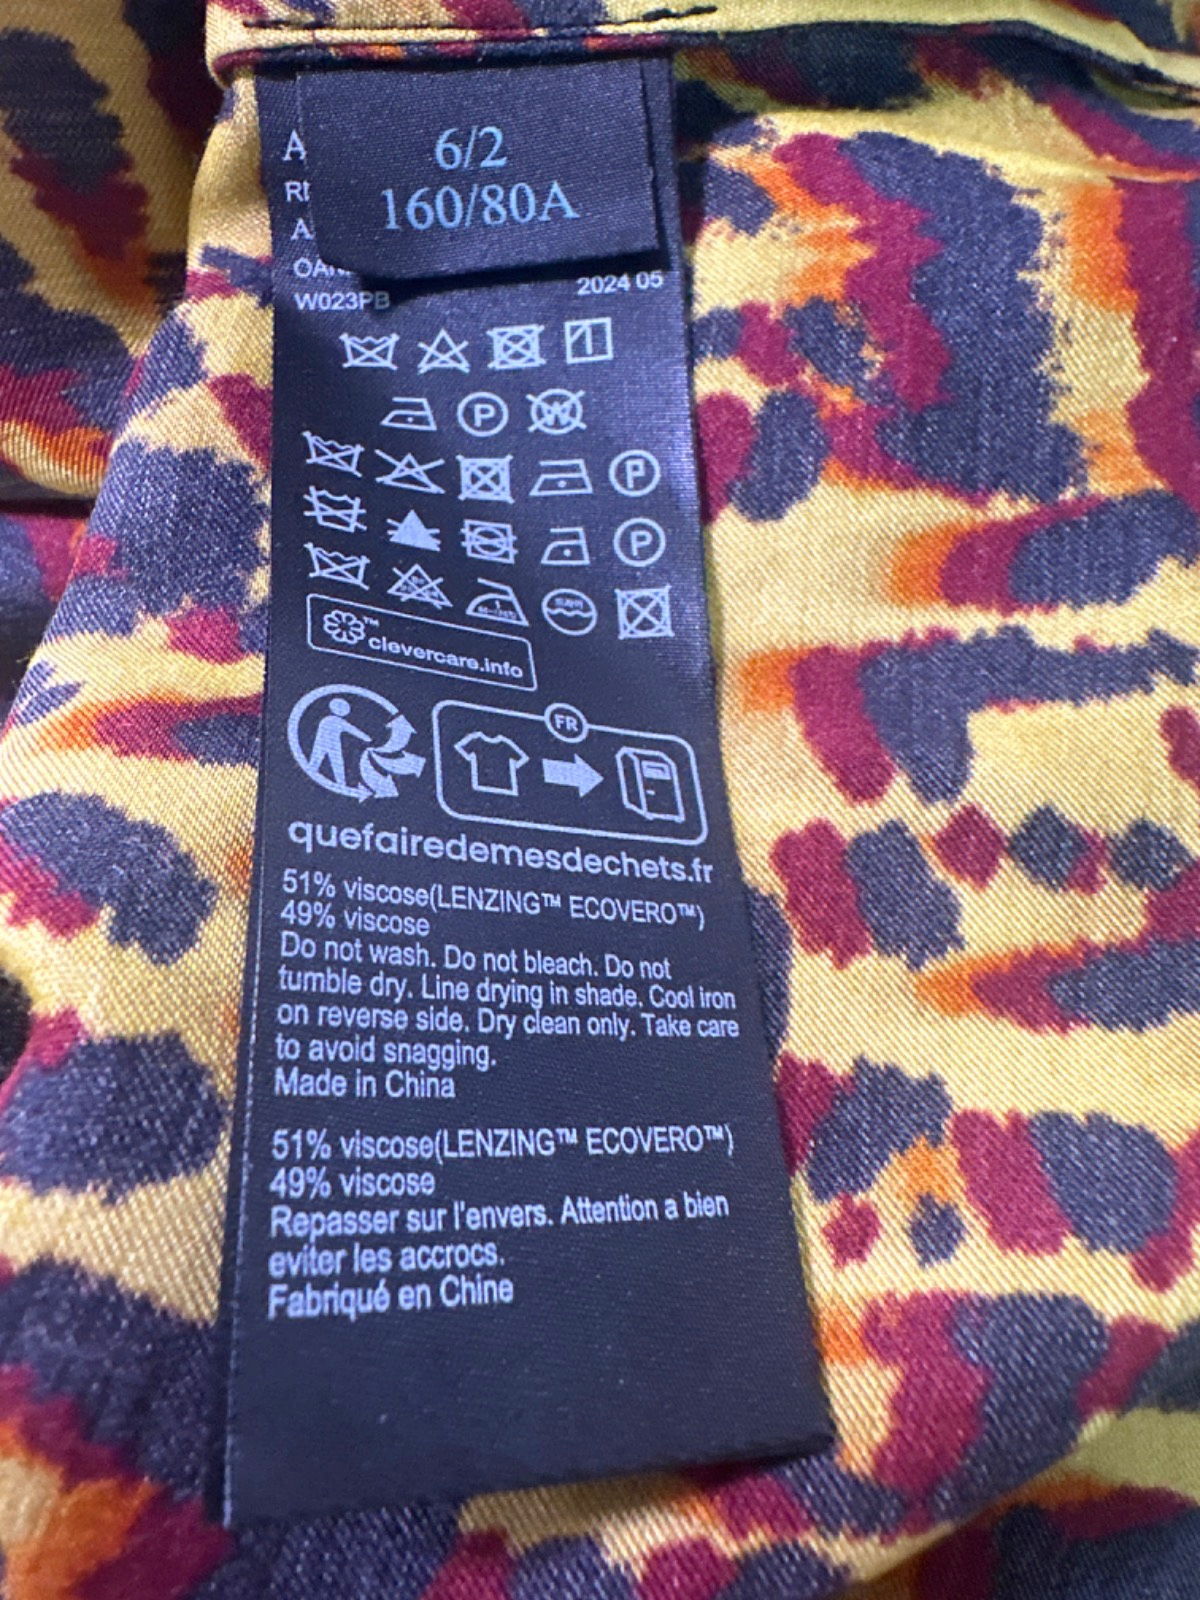 6/2
160/80A
2024 05
W023PB
P
W
P
P
FR
™
clevercare.info
quefairedemesdechets.fr
51% viscose(LENZING™ ECOVERO™)
49% viscose
Do not wash. Do not bleach. Do not
tumble dry. Line drying in shade. Cool iron
on reverse side. Dry clean only. Take care
to avoid snagging.
Made in China
51% viscose(LENZING™ ECOVERO™)
49% viscose
Repasser sur l'envers. Attention a bien
eviter les accrocs.
Fabriqué en Chine